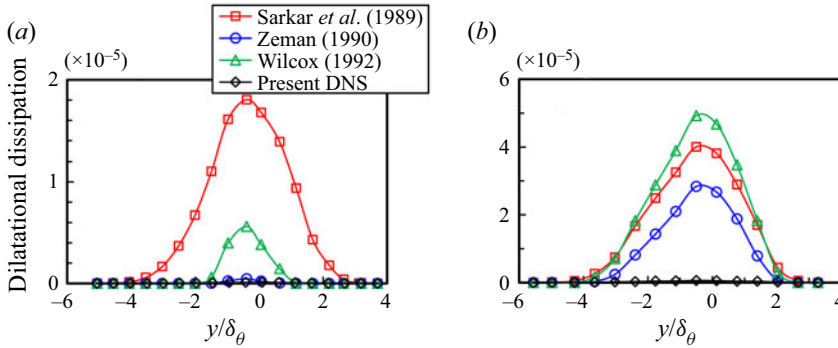 (a)
(×10⁻⁵)
Sarkar et al. (1989)
Zeman (1990)
Wilcox (1992)
Present DNS
(b)
(×10⁻⁵)
Dilatational dissipation
2
1
0
−6 −4 −2 0 2 4
y/δθ
6
4
2
0
−6 −4 −2 0 2 4
y/δθ